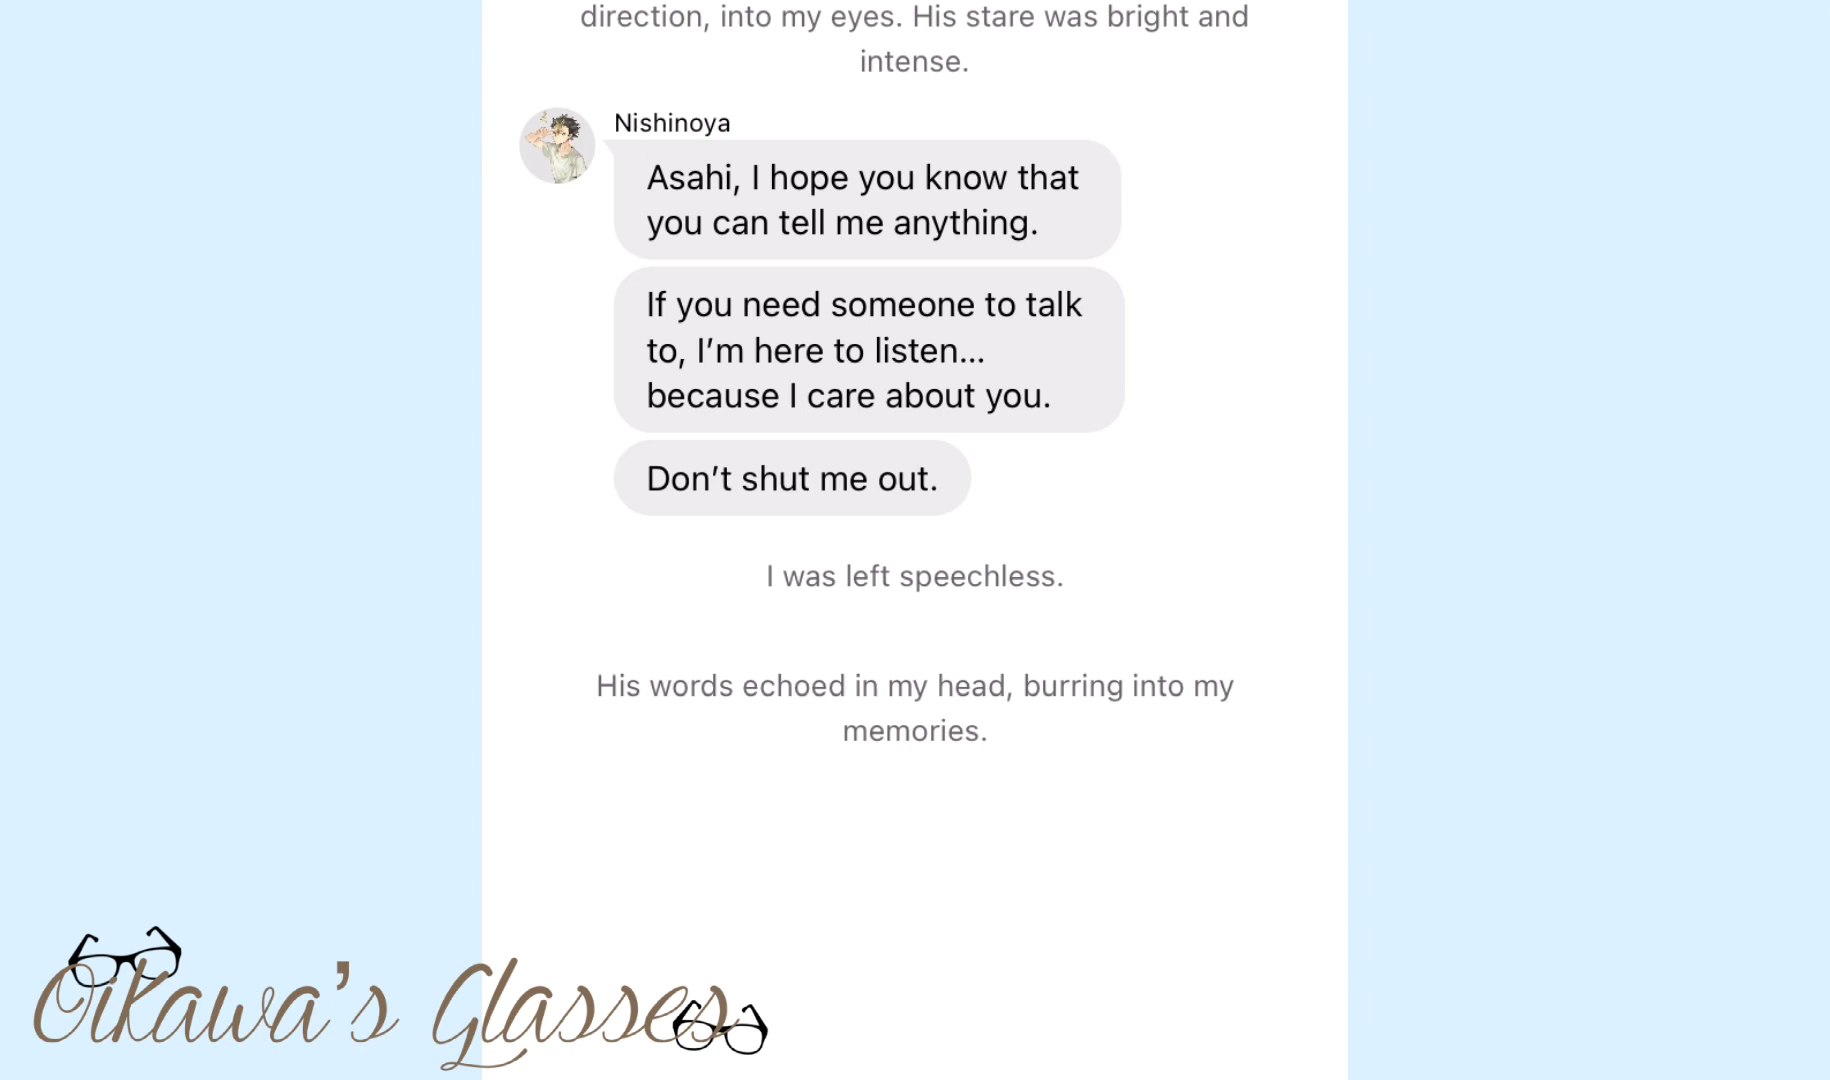 direction, into my eyes. His stare was bright and
intense.
Nishinoya
Asahi, I hope you know that
you can tell me anything.
If you need someone to talk
to, I’m here to listen...
because I care about you.
Don’t shut me out.
I was left speechless.
His words echoed in my head, burring into my
memories.
Oikawa’s Glasses